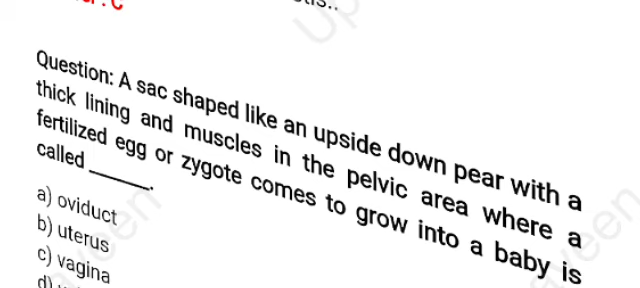 Question: A sac shaped like an upside down pear with a
thick lining and muscles in the pelvic area where a
fertilized egg or zygote comes to grow into a baby is
called ______.
a) oviduct
b) uterus
c) vagina
d)